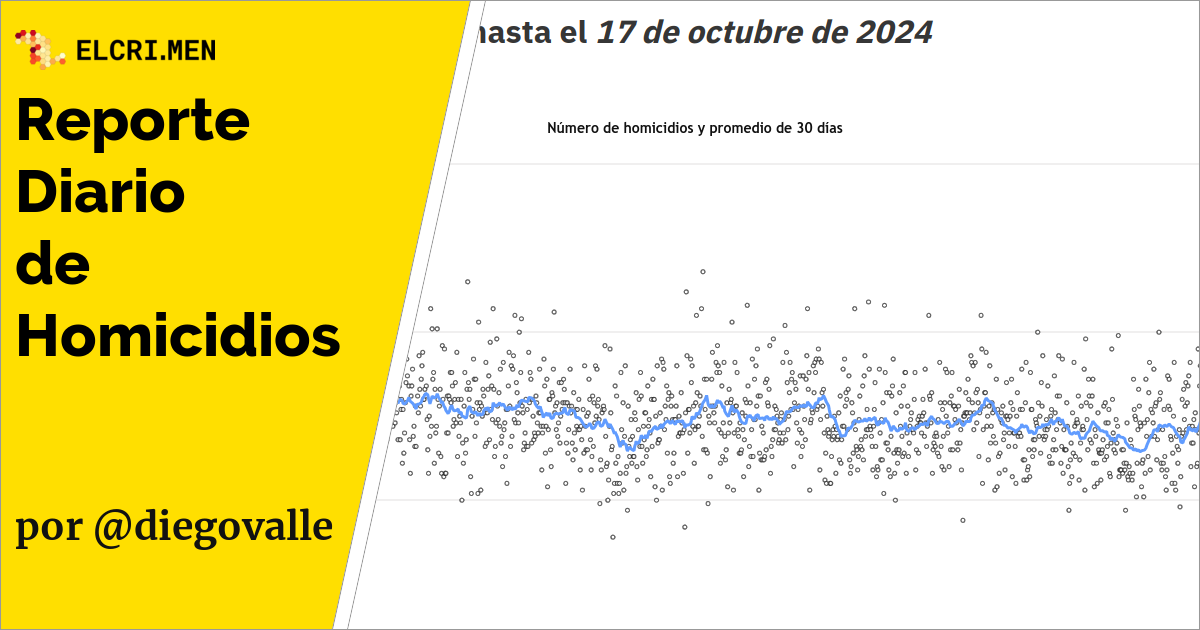 ELCRI.MEN
Reporte
Diario
de
Homicidios
por @diegovalle
hasta el 17 de octubre de 2024
Número de homicidios y promedio de 30 días